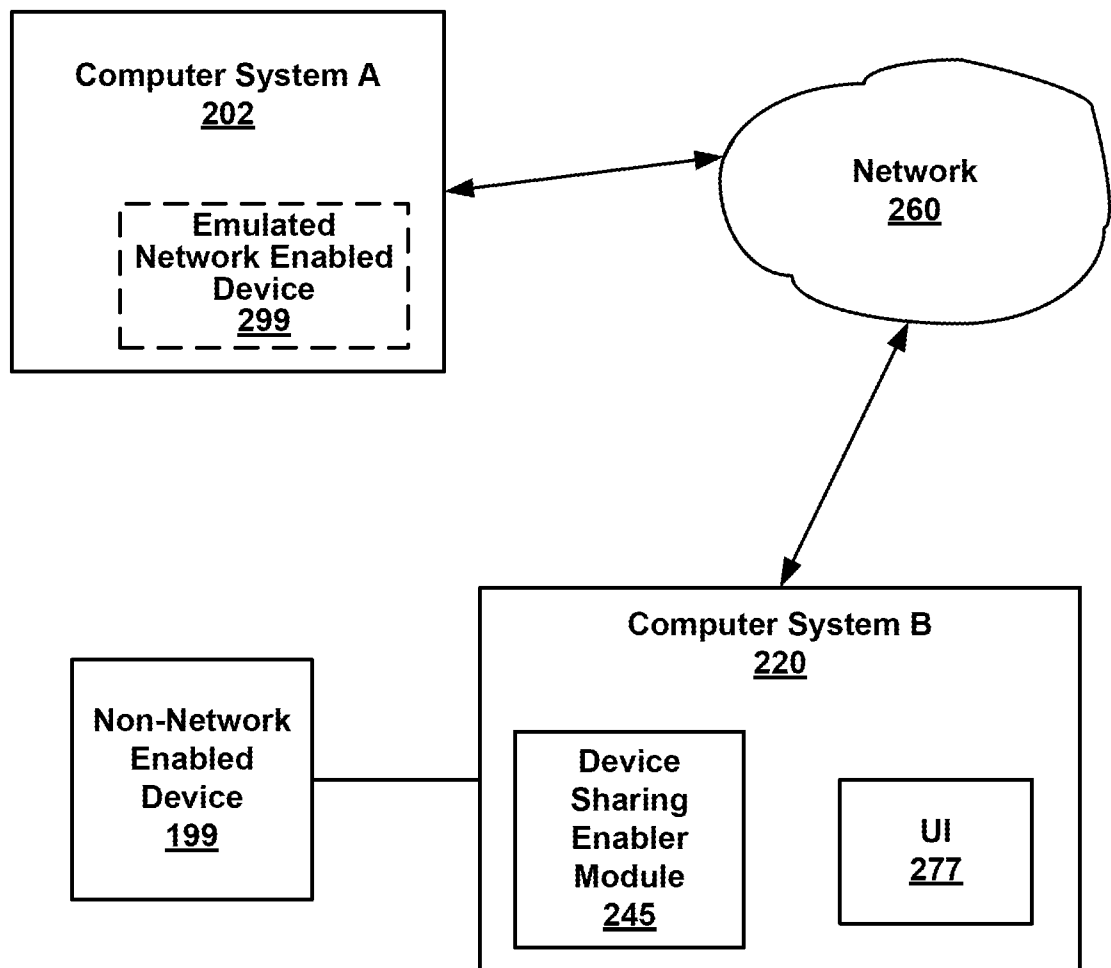 Computer System A
202
Emulated
Network Enabled
Device
299
Network
260
Computer System B
220
Non-Network
Enabled
Device
199
Device
Sharing
Enabler
Module
245
UI
277